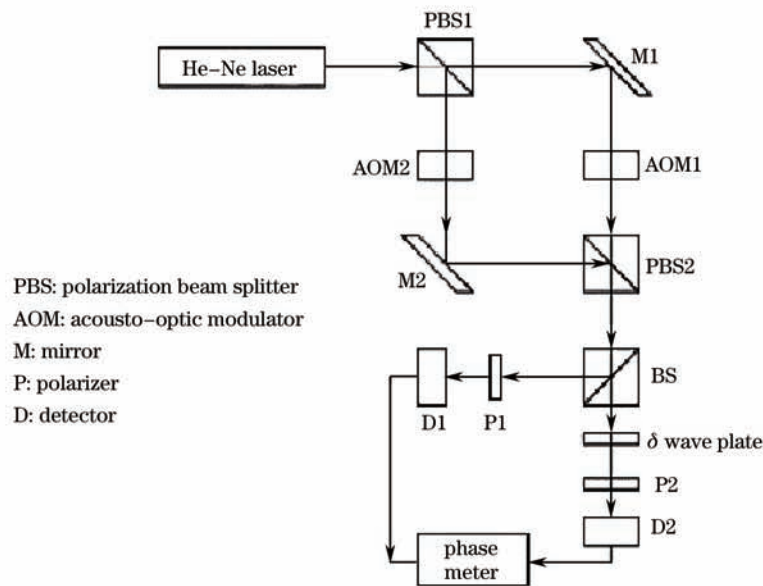 PBS1
He-Ne laser
M1
AOM2
AOM1
M2
PBS2
PBS: polarization beam splitter
AOM: acousto-optic modulator
M: mirror
P: polarizer
D: detector
BS
D1
P1
δ wave plate
P2
D2
phase
meter